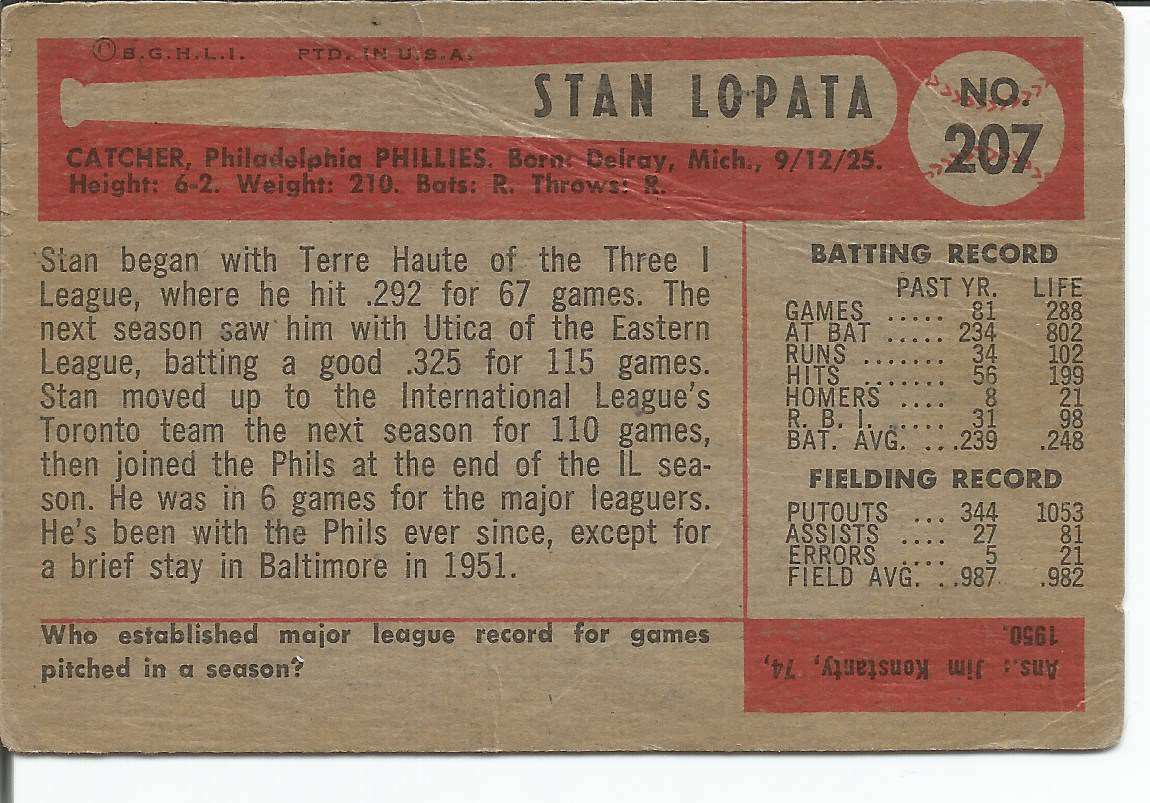 © B.G.H.L.I. PTD. IN U.S.A.
STAN LOPATA
NO.
207
CATCHER, Philadelphia PHILLIES. Born: Delray, Mich., 9/12/25.
Height: 6-2. Weight: 210. Bats: R. Throws: R.
Stan began with Terre Haute of the Three I
League, where he hit .292 for 67 games. The
next season saw him with Utica of the Eastern
League, batting a good .325 for 115 games.
Stan moved up to the International League's
Toronto team the next season for 110 games,
then joined the Phils at the end of the IL sea-
son. He was in 6 games for the major leaguers.
He's been with the Phils ever since, except for
a brief stay in Baltimore in 1951.
BATTING RECORD
PAST YR. LIFE
GAMES ..... 81 288
AT BAT ..... 234 802
RUNS ....... 34 102
HITS ....... 56 199
HOMERS .... 8 21
R. B. I. ..... 31 98
BAT. AVG. ...239 .248
FIELDING RECORD
PUTOUTS ... 344 1053
ASSISTS .... 27 81
ERRORS .... 5 21
FIELD AVG. ..987 .982
Who established major league record for games
pitched in a season?
Ans.: Jim Konstanty, 74,
1950.